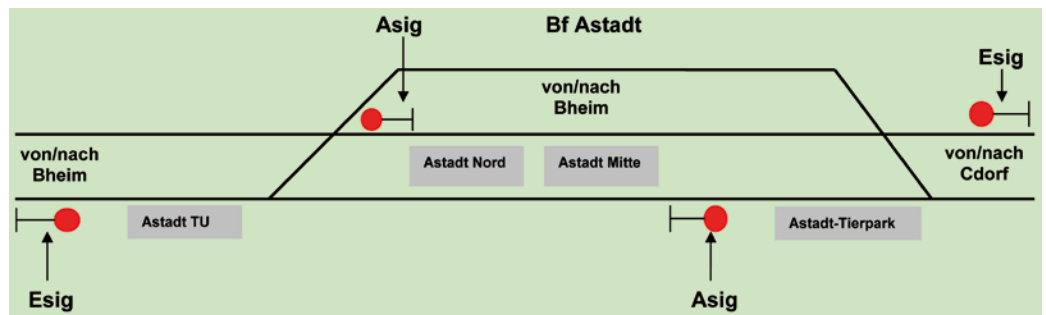 Asig
Bf Astadt
Esig
von/nach
Bheim
von/nach
Bheim
Astadt Nord
Astadt Mitte
von/nach
Cdorf
Astadt TU
Astadt-Tierpark
Esig
Asig